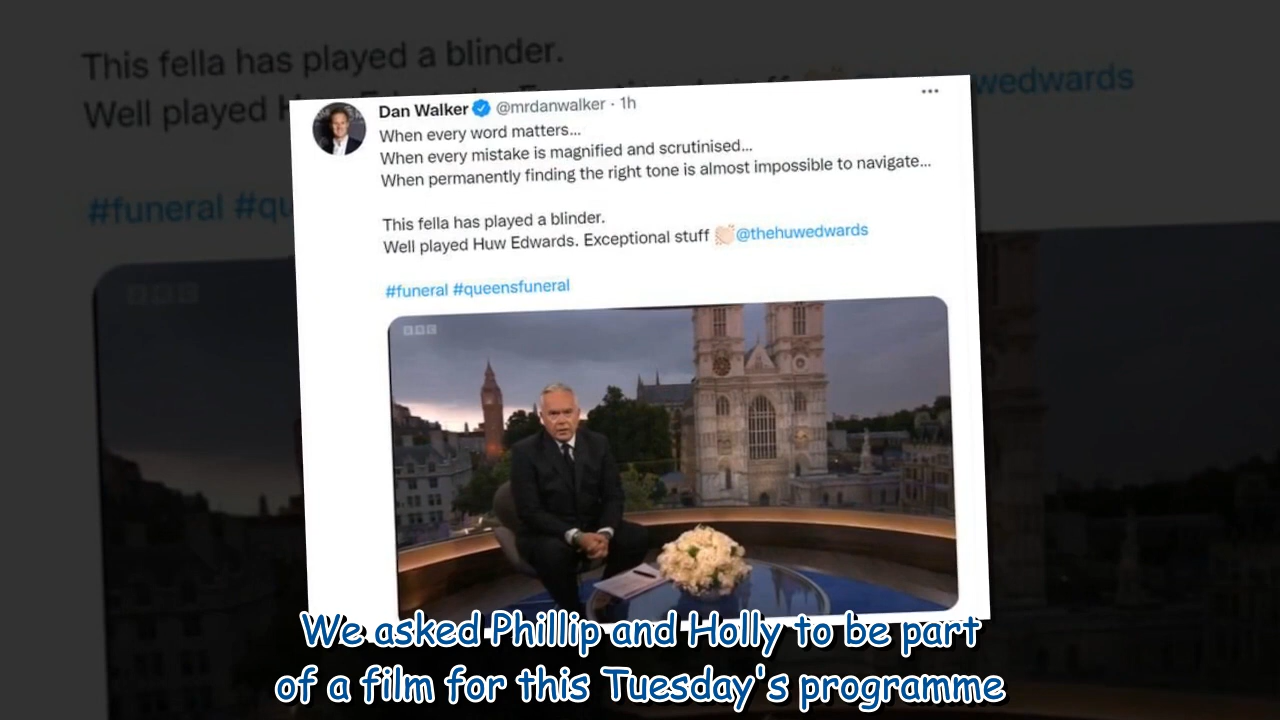 This fella has played a blinder.
Well played
wedwards
#funeral #qu
Dan Walker @mrdanwalker · 1h
When every word matters...
When every mistake is magnified and scrutinised...
When permanently finding the right tone is almost impossible to navigate...
This fella has played a blinder.
Well played Huw Edwards. Exceptional stuff 👏🏻@thehuwedwards
#funeral #queensfuneral
BBC
BBC
We asked Phillip and Holly to be part
of a film for this Tuesday's programme